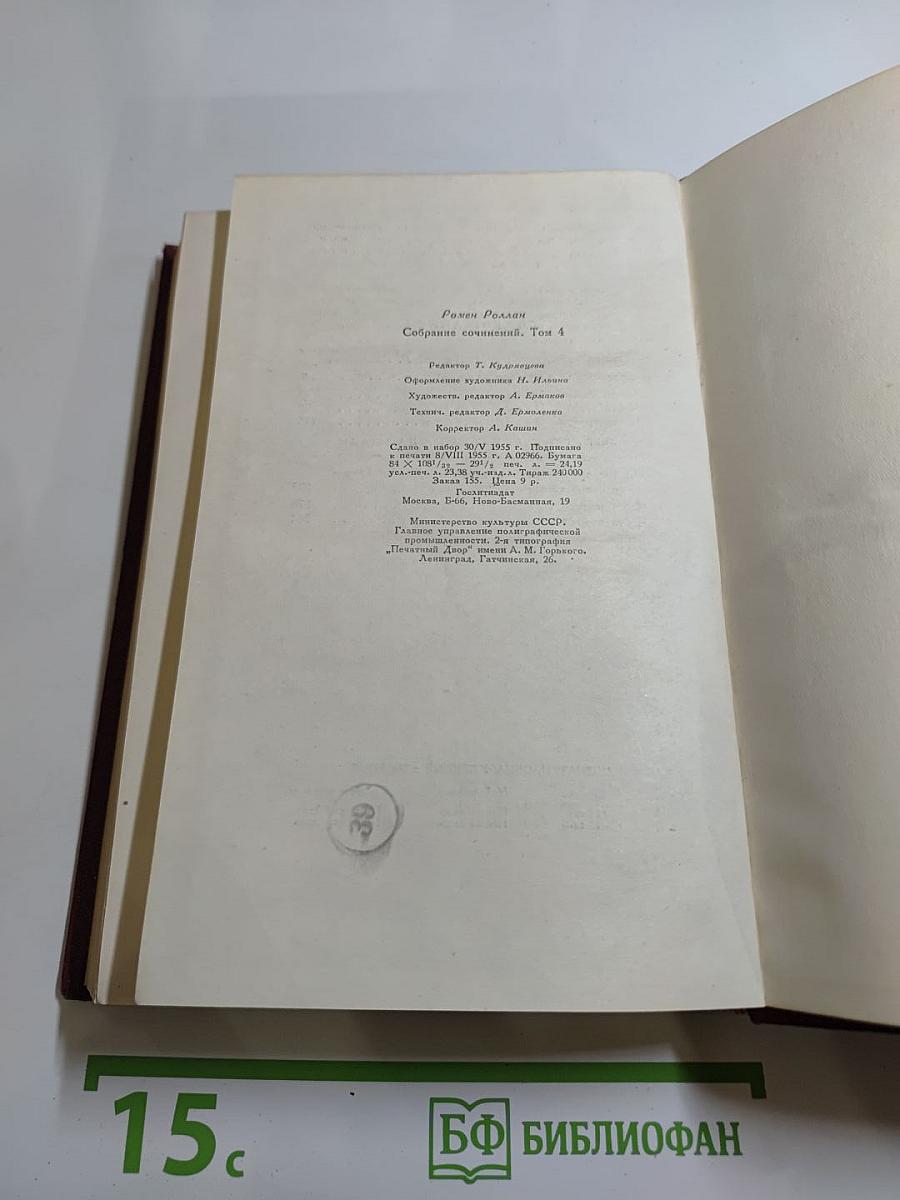 Ромен Роллан
Собрание сочинений. Том 4
Редактор Т. Кудрявцева
Оформление художника Н. Ильина
Художеств. редактор А. Ермаков
Технич. редактор Д. Ермоленко
Корректор А. Кашин
Сдано в набор 30/V 1955 г. Подписано
к печати 8/VIII 1955 г. А 02966. Бумага
84 × 108¹/₃₂ — 29¹/₂ печ. л. = 24,19
усл.-печ. л. 23,38 уч.-изд. л. Тираж 240 000
Заказ 155. Цена 9 р.
Гослитиздат
Москва, Б-66, Ново-Басманная, 19
Министерство культуры СССР.
Главное управление полиграфической
промышленности. 2-я типография
„Печатный Двор“ имени А. М. Горького.
Ленинград, Гатчинская, 26.
39
15 с
БФ БИБЛИОФАН